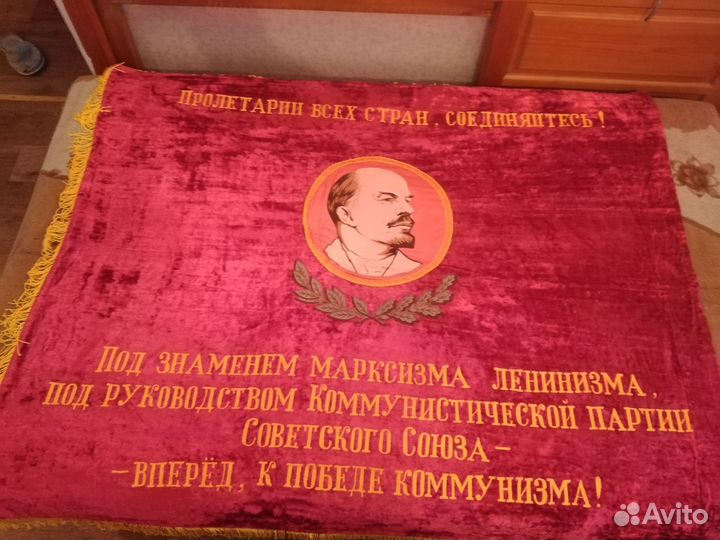 Пролетарии всех стран, соединяйтесь!
Под знаменем марксизма ленинизма,
под руководством Коммунистической партии
Советского Союза –
– вперёд, к победе коммунизма!
Avito